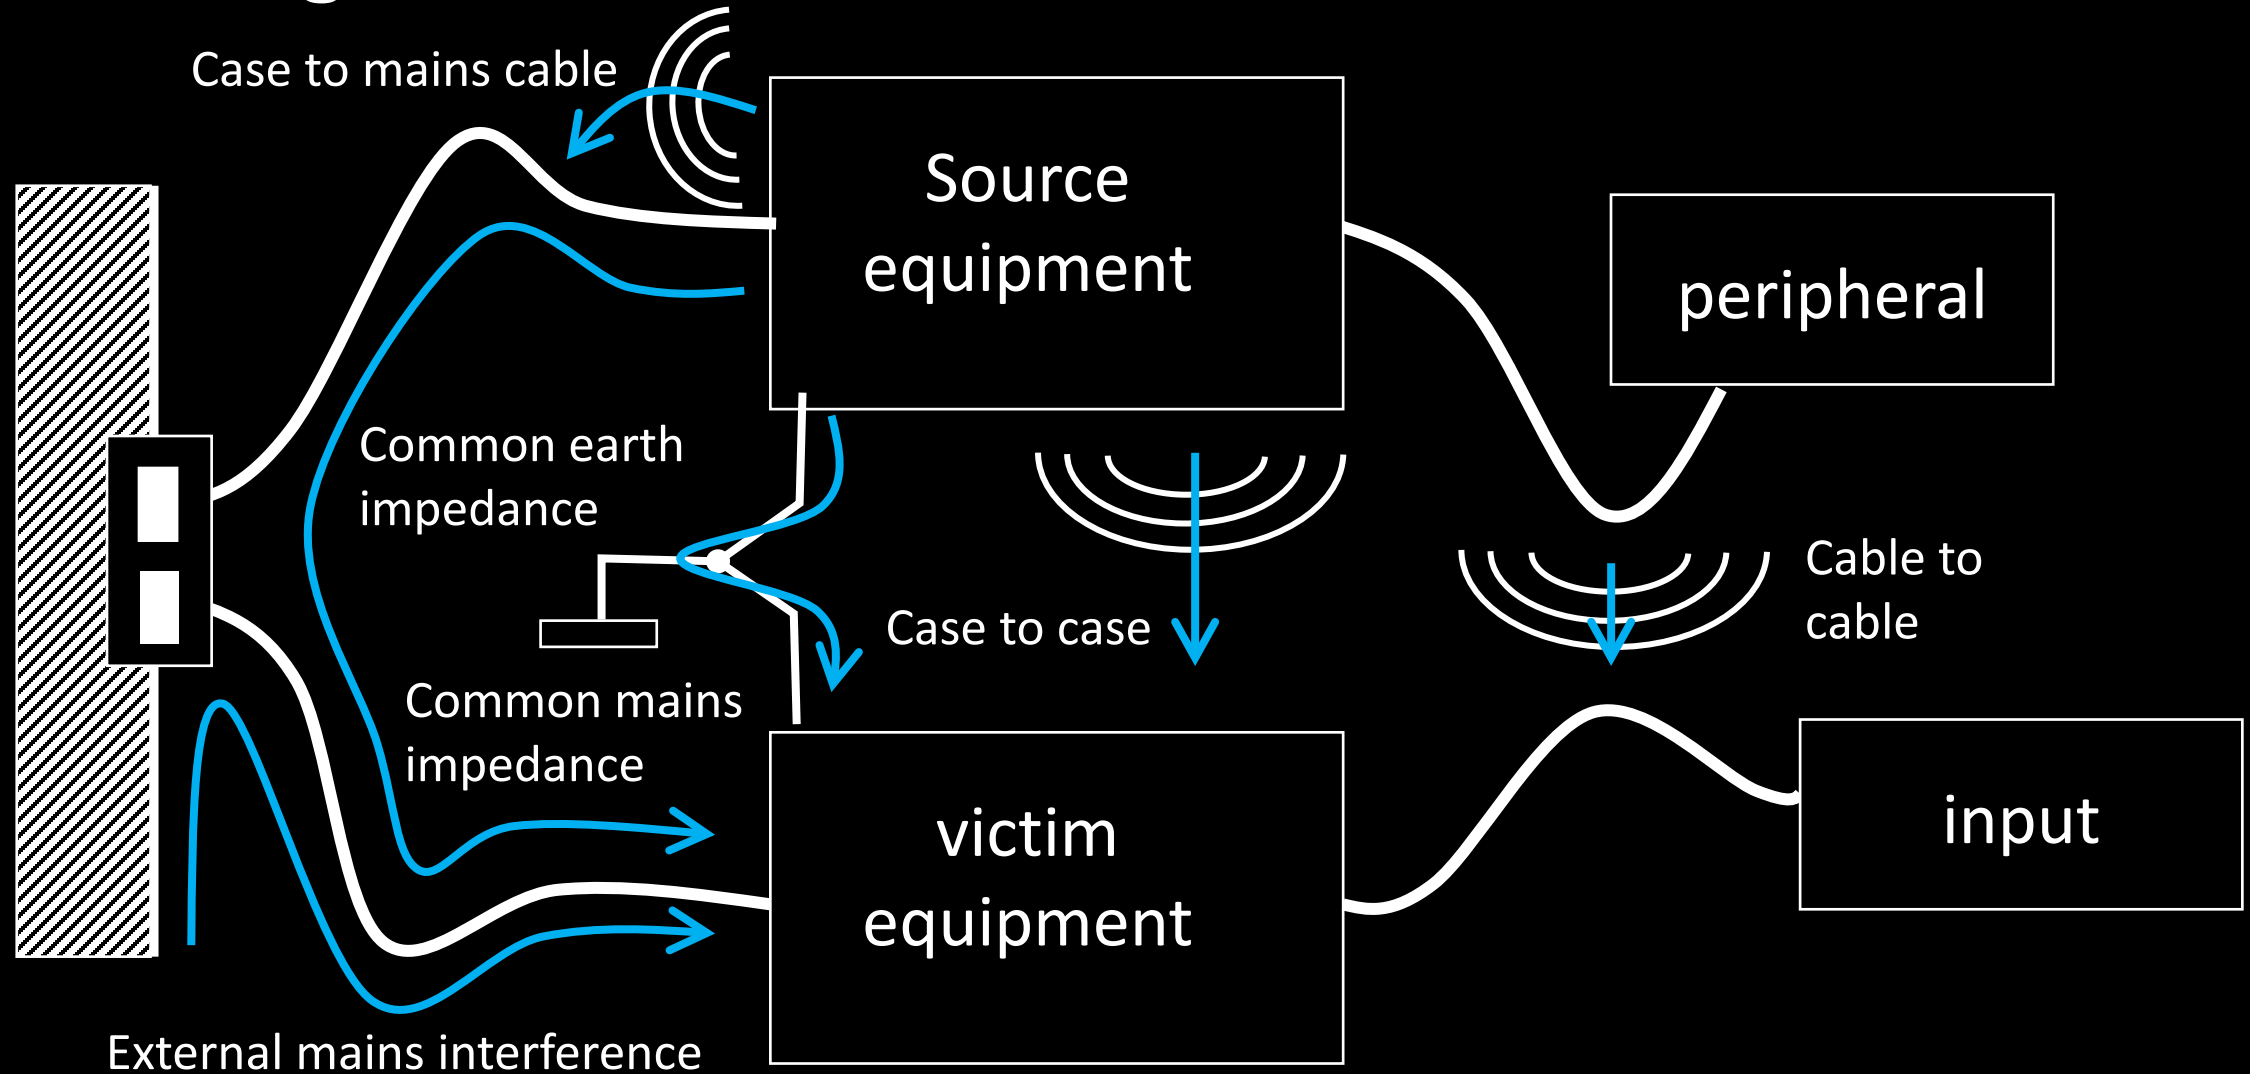 Case to mains cable
Source
equipment
peripheral
Common earth
impedance
Cable to
cable
Case to case
Common mains
impedance
victim
equipment
input
External mains interference